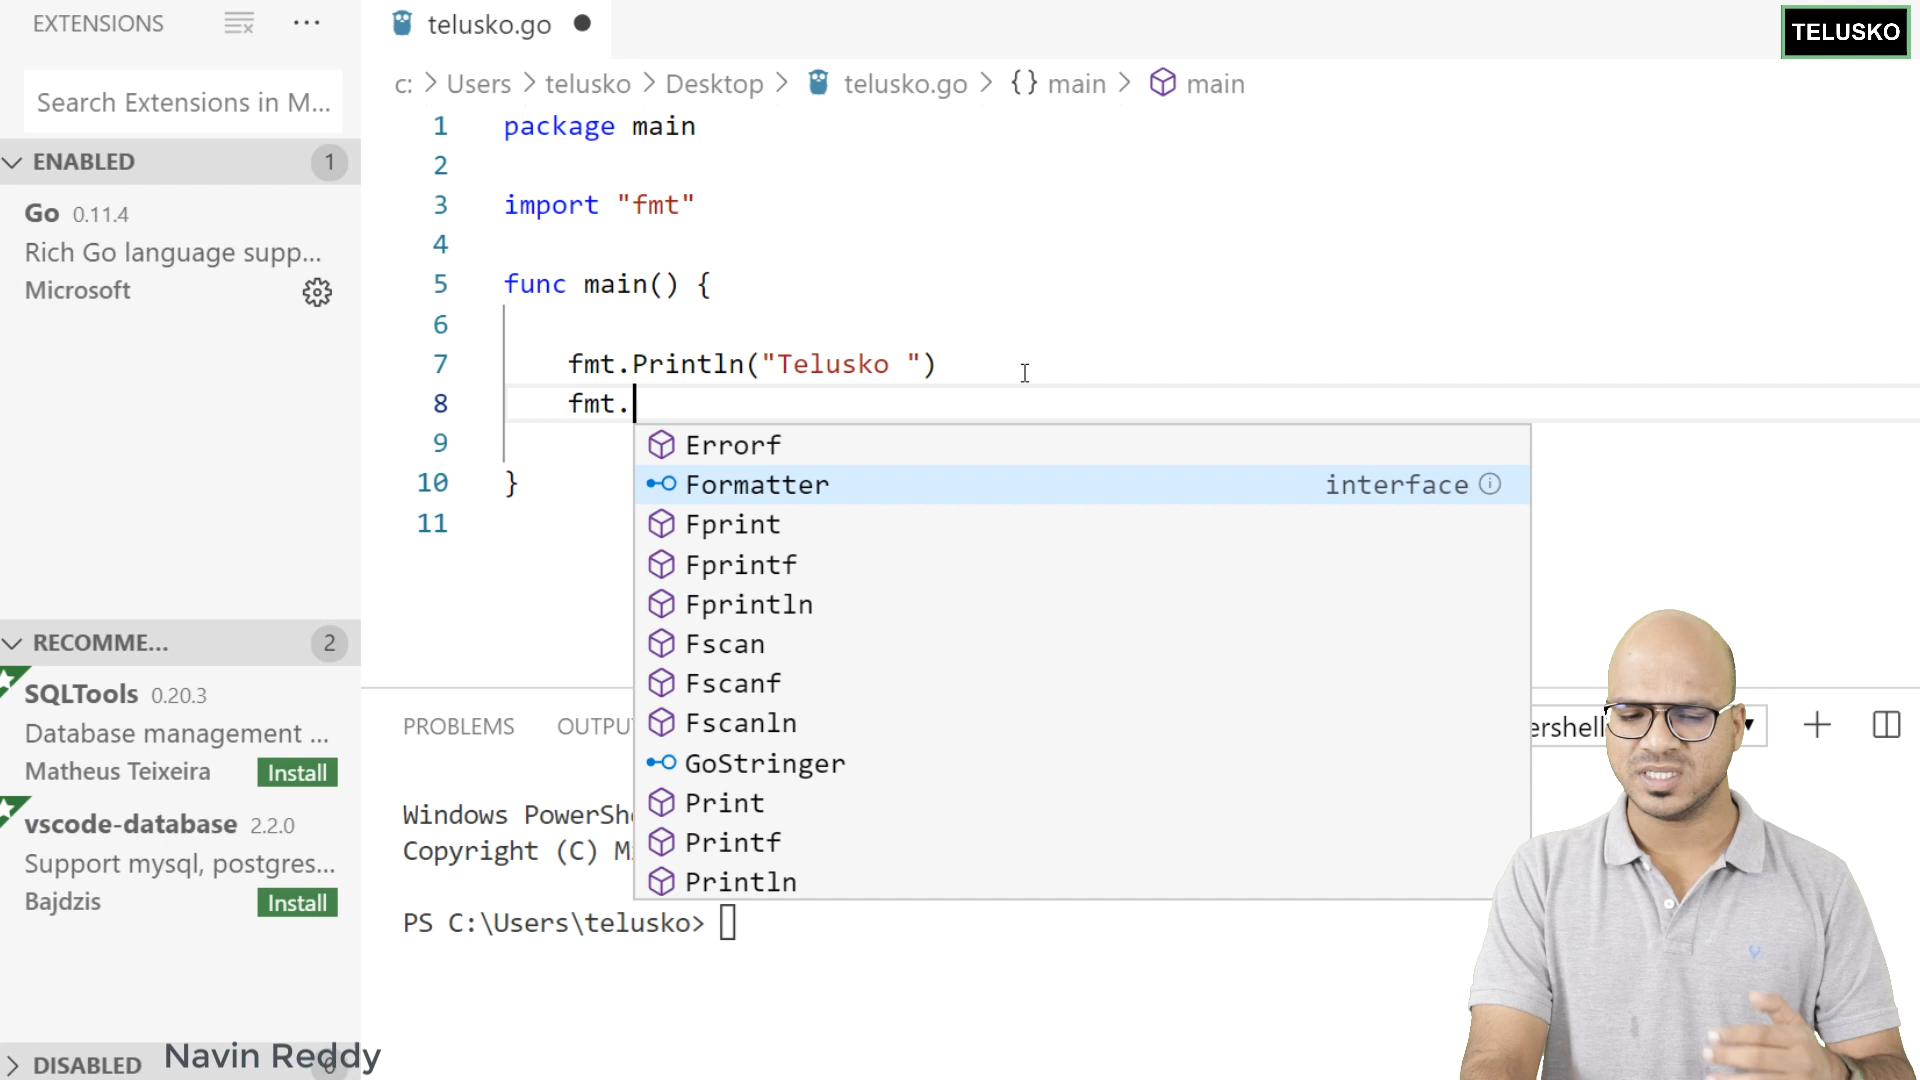 EXTENSIONS
Search Extensions in M...
ENABLED 1
Go 0.11.4
Rich Go language supp...
Microsoft
RECOMME... 2
SQLTools 0.20.3
Database management ...
Matheus Teixeira Install
vscode-database 2.2.0
Support mysql, postgres...
Bajdzis Install
DISABLED 0
Navin Reddy
telusko.go
TELUSKO
c: > Users > telusko > Desktop > telusko.go > {} main > main
1 package main
2
3 import "fmt"
4
5 func main() {
6
7 fmt.Println("Telusko ")
8 fmt.
9
10 }
11
Errorf
Formatter interface
Fprint
Fprintf
Fprintln
Fscan
Fscanf
Fscanln
GoStringer
Print
Printf
Println
PROBLEMS OUTPU ershell
Windows PowerShe
Copyright (C) Mi
PS C:\Users\telusko>